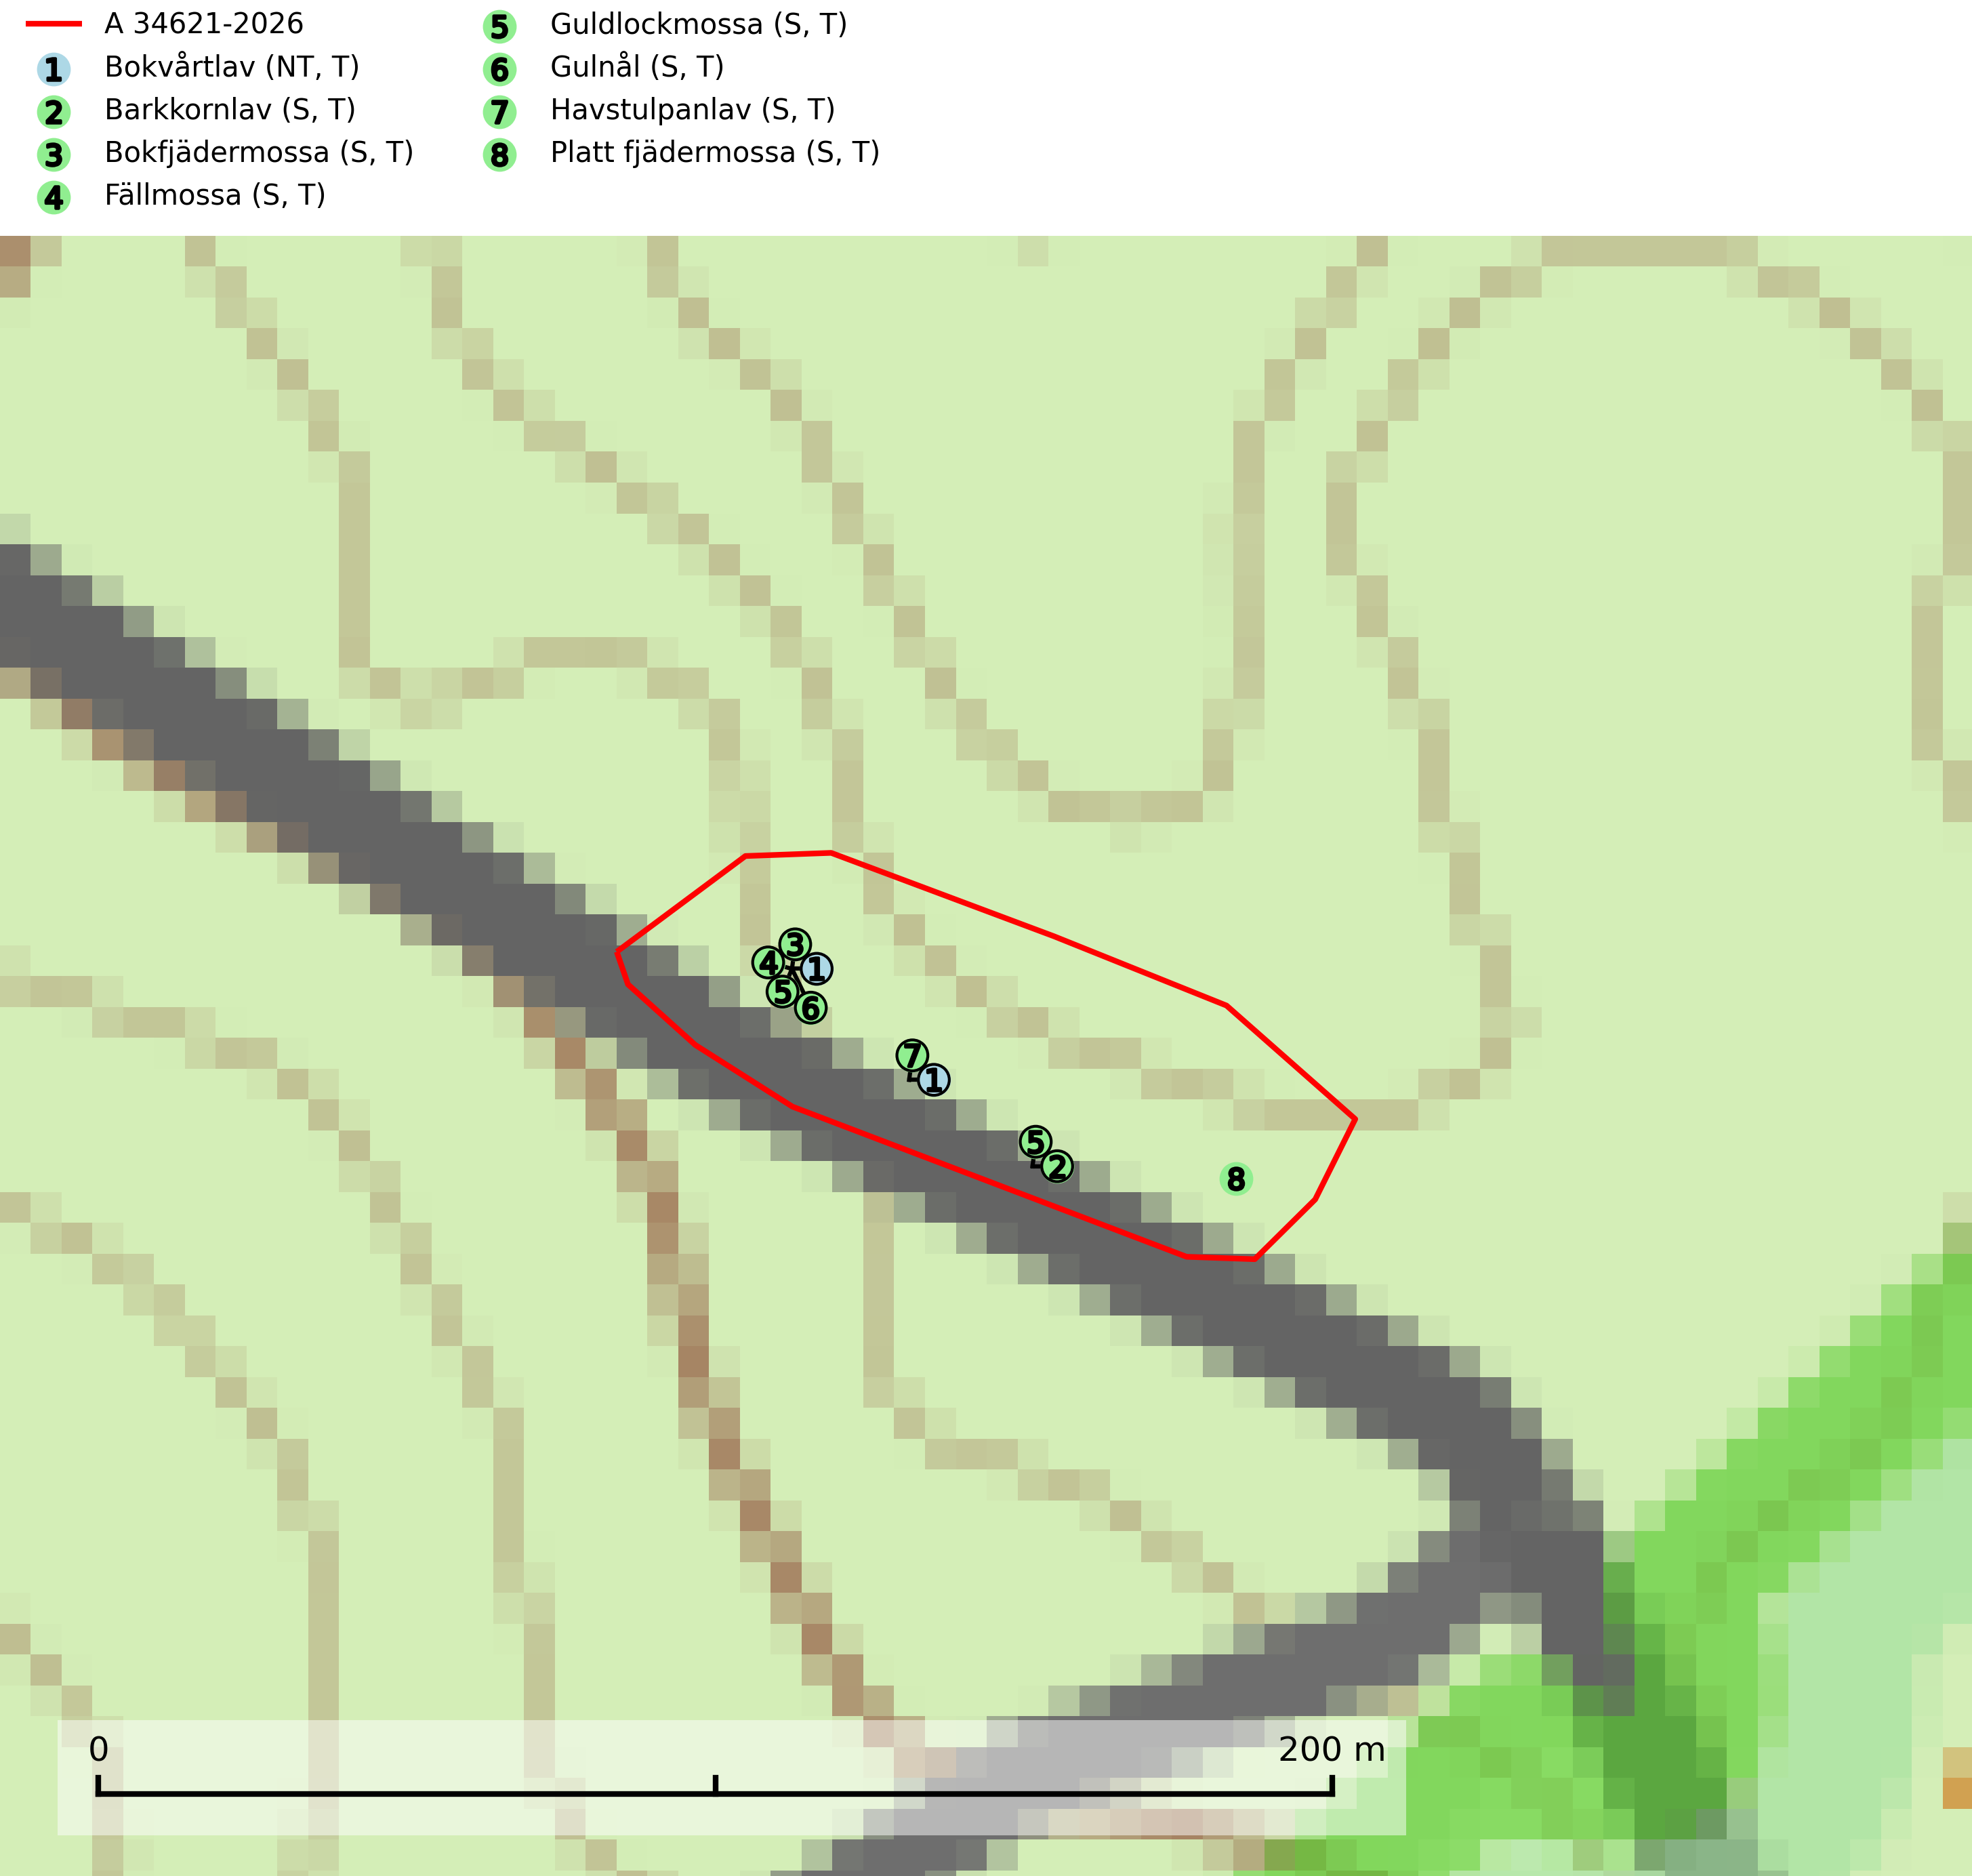 A 34621-2026
1 Bokvårtlav (NT, T)
2 Barkkornlav (S, T)
3 Bokfjädermossa (S, T)
4 Fällmossa (S, T)
5 Guldlockmossa (S, T)
6 Gulnål (S, T)
7 Havstulpanlav (S, T)
8 Platt fjädermossa (S, T)
3
4 1
5
6
7
1
5
2
8
0 200 m